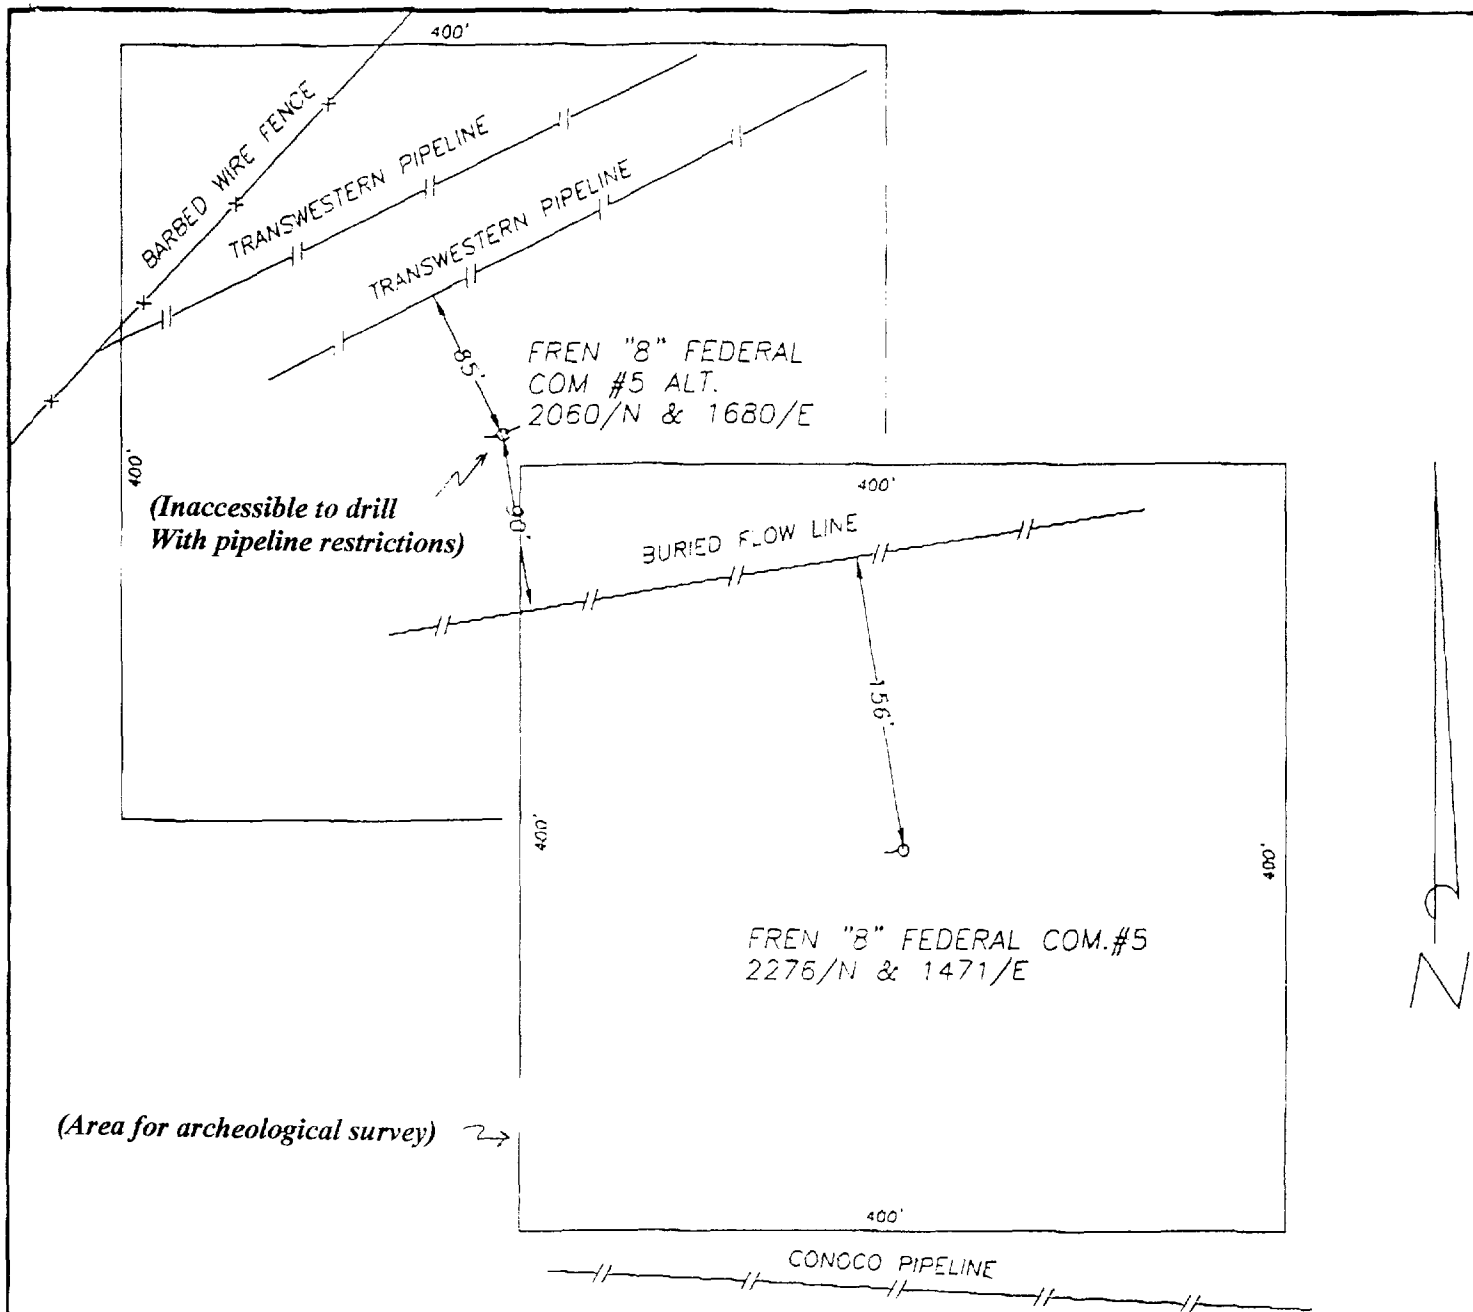 400'
BARBED WIRE FENCE
TRANSWESTERN PIPELINE
TRANSWESTERN PIPELINE
85'
FREN "8" FEDERAL
COM #5 ALT.
2060/N & 1680/E
400'
400'
(Inaccessible to drill
With pipeline restrictions)
90'
BURIED FLOW LINE
156'
400'
400'
FREN "8" FEDERAL COM.#5
2276/N & 1471/E
N
(Area for archeological survey)
400'
CONOCO PIPELINE